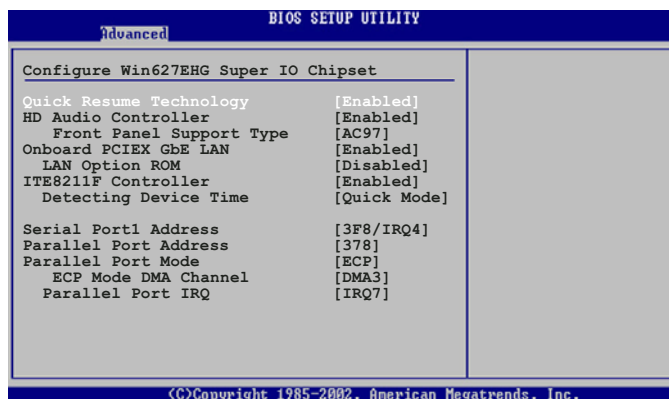 BIOS SETUP UTILITY
Advanced
Configure Win627EHG Super IO Chipset
Quick Resume Technology [Enabled]
HD Audio Controller [Enabled]
Front Panel Support Type [AC97]
Onboard PCIEX GbE LAN [Enabled]
LAN Option ROM [Disabled]
ITE8211F Controller [Enabled]
Detecting Device Time [Quick Mode]
Serial Port1 Address [3F8/IRQ4]
Parallel Port Address [378]
Parallel Port Mode [ECP]
ECP Mode DMA Channel [DMA3]
Parallel Port IRQ [IRQ7]
(C)Copyright 1985-2002, American Megatrends, Inc.